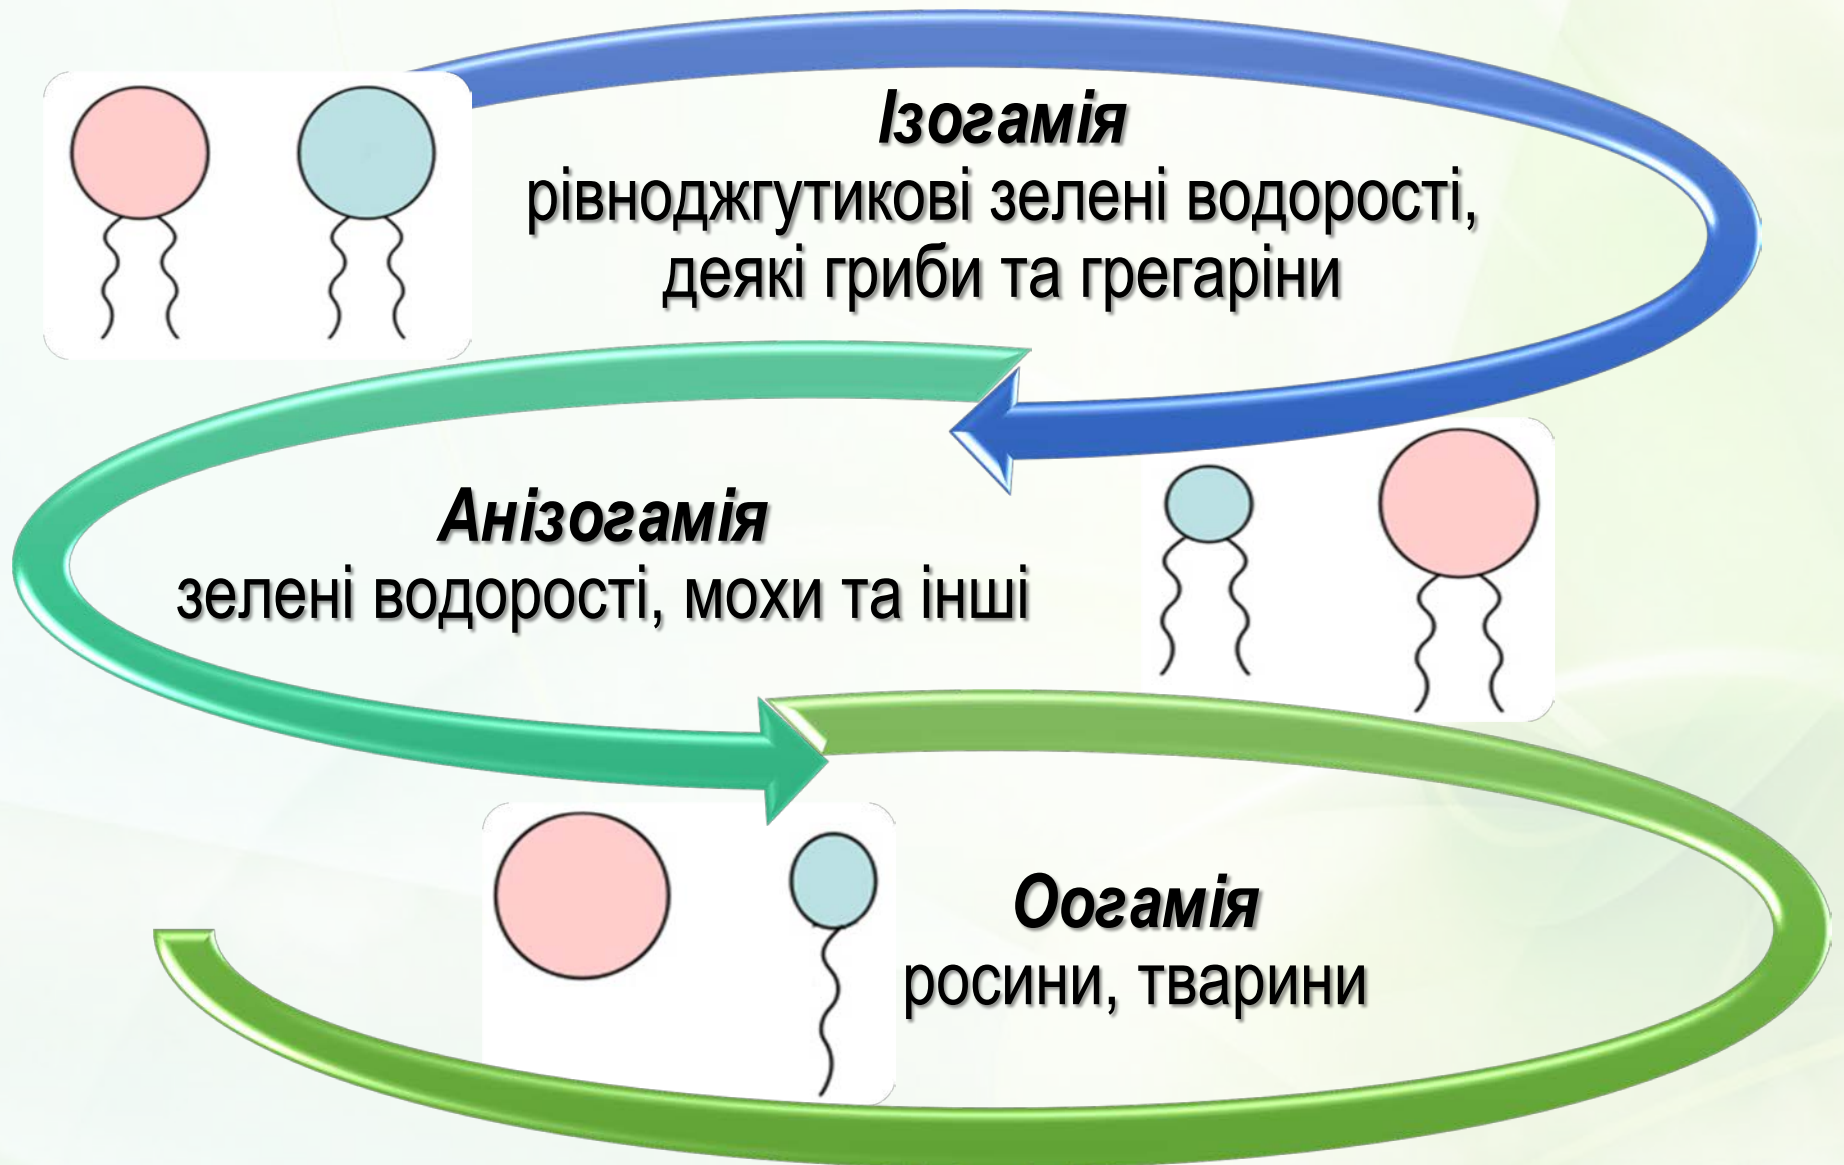 Ізогамія
рівноджгутикові зелені водорості,
деякі гриби та грегаріни
Анізогамія
зелені водорості, мохи та інші
Оогамія
росини, тварини